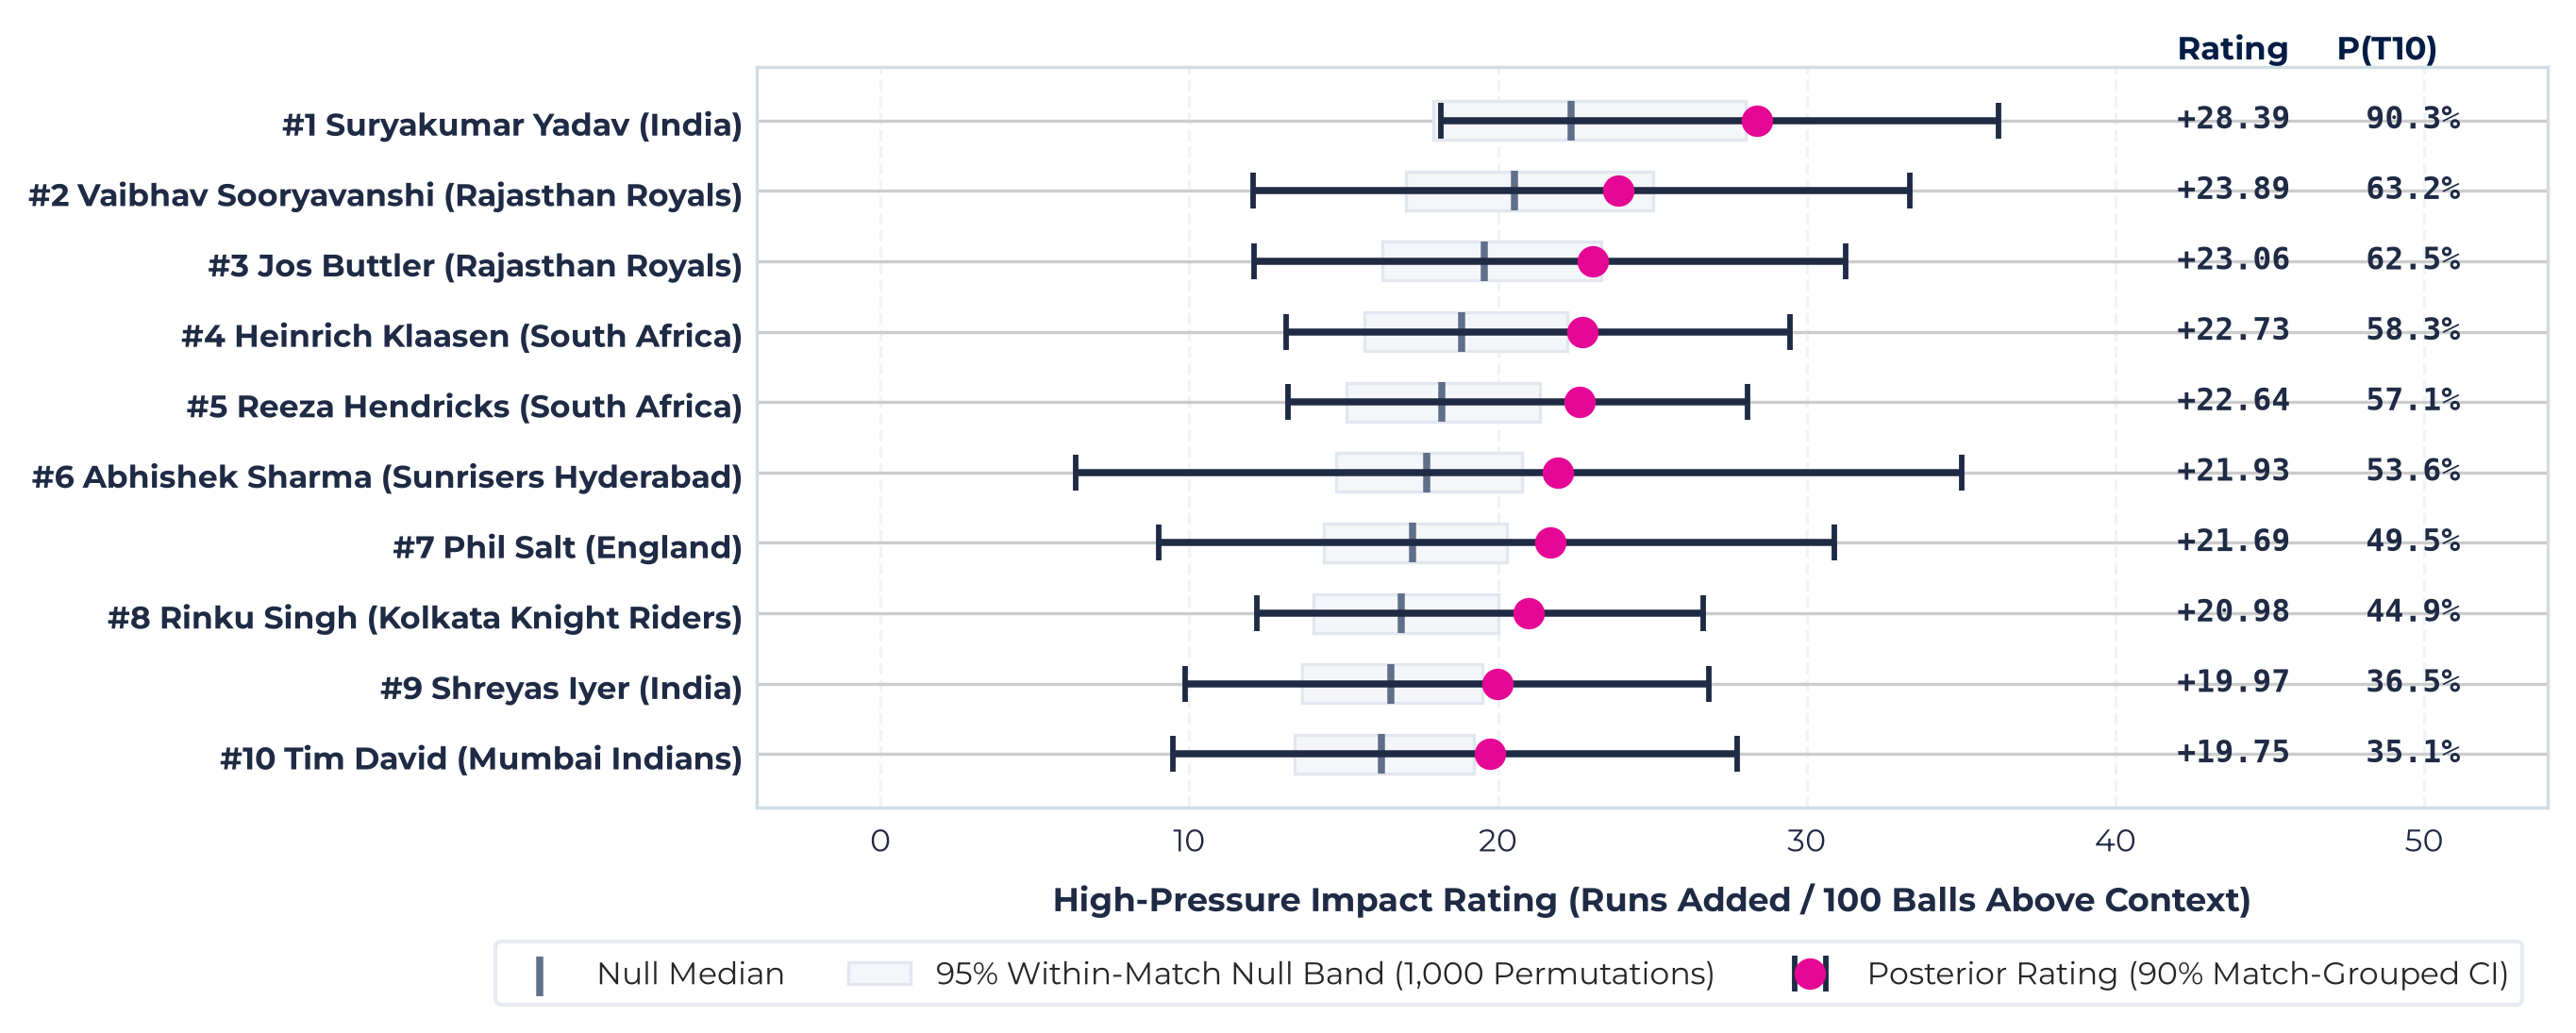 Rating P(T10)
#1 Suryakumar Yadav (India) +28.39 90.3%
#2 Vaibhav Sooryavanshi (Rajasthan Royals) +23.89 63.2%
#3 Jos Buttler (Rajasthan Royals) +23.06 62.5%
#4 Heinrich Klaasen (South Africa) +22.73 58.3%
#5 Reeza Hendricks (South Africa) +22.64 57.1%
#6 Abhishek Sharma (Sunrisers Hyderabad) +21.93 53.6%
#7 Phil Salt (England) +21.69 49.5%
#8 Rinku Singh (Kolkata Knight Riders) +20.98 44.9%
#9 Shreyas Iyer (India) +19.97 36.5%
#10 Tim David (Mumbai Indians) +19.75 35.1%
0 10 20 30 40 50
High-Pressure Impact Rating (Runs Added / 100 Balls Above Context)
Null Median 95% Within-Match Null Band (1,000 Permutations) Posterior Rating (90% Match-Grouped CI)